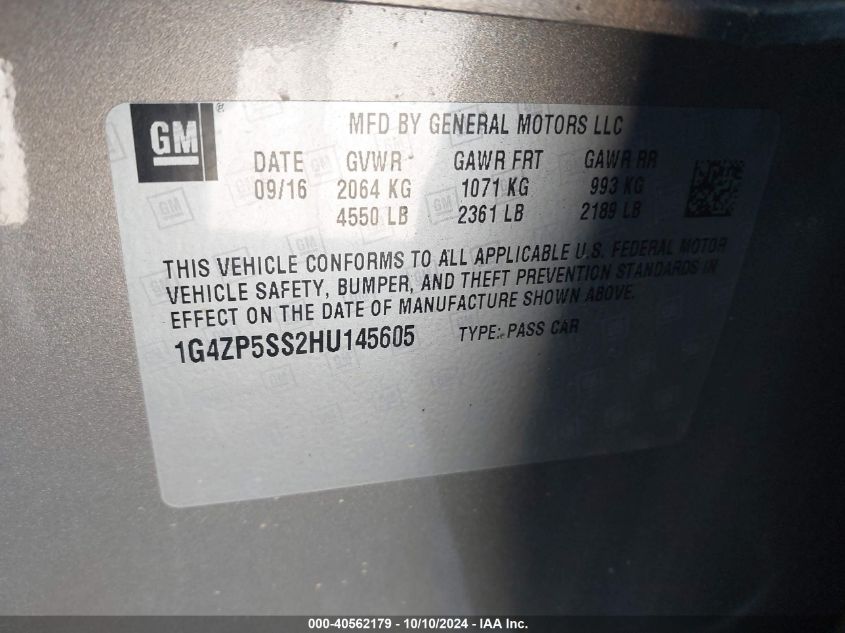 GM ®
MFD BY GENERAL MOTORS LLC
DATE GVWR GAWR FRT GAWR RR
09/16 2064 KG 1071 KG 993 KG
4550 LB 2361 LB 2189 LB
THIS VEHICLE CONFORMS TO ALL APPLICABLE U.S. FEDERAL MOTOR
VEHICLE SAFETY, BUMPER, AND THEFT PREVENTION STANDARDS IN
EFFECT ON THE DATE OF MANUFACTURE SHOWN ABOVE.
1G4ZP5SS2HU145605 TYPE: PASS CAR
000-40562179 - 10/10/2024 - IAA Inc.